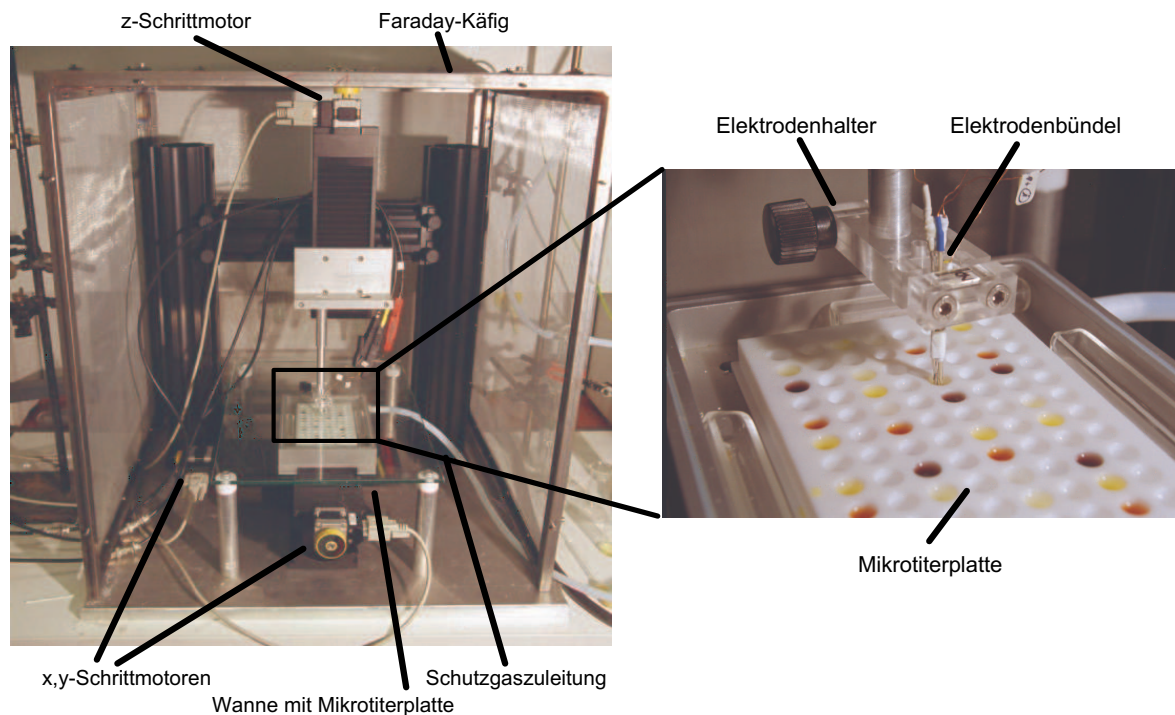 z-Schrittmotor
Faraday-Käfig
Elektrodenhalter
Elektrodenbündel
Mikrotiterplatte
x,y-Schrittmotoren
Schutzgaszuleitung
Wanne mit Mikrotiterplatte